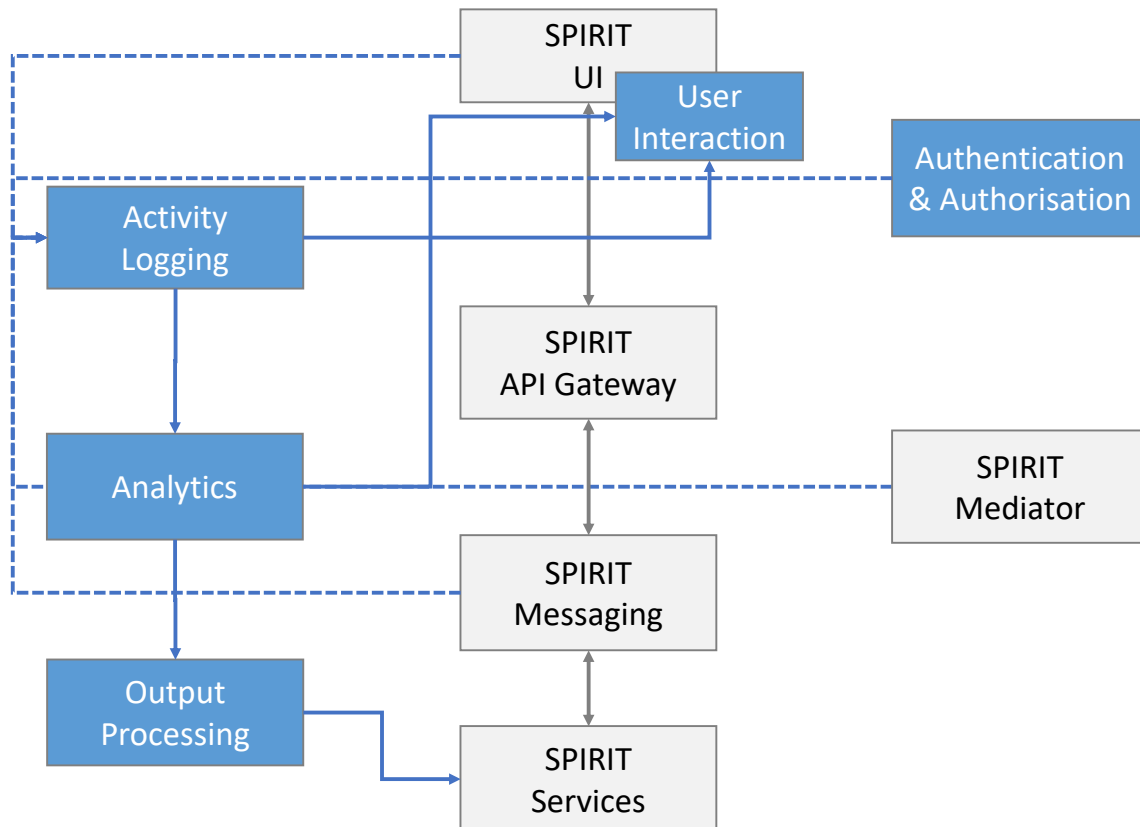 SPIRIT
UI
User
Interaction
Authentication
& Authorisation
Activity
Logging
SPIRIT
API Gateway
Analytics
SPIRIT
Mediator
SPIRIT
Messaging
Output
Processing
SPIRIT
Services